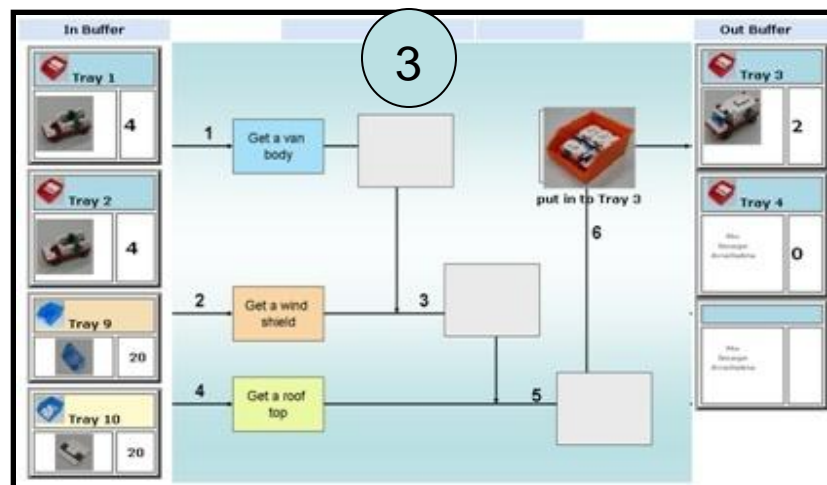 In Buffer
Out Buffer
3
Tray 1
4
Tray 2
4
Tray 9
20
Tray 10
20
1
Get a van
body
2
Get a wind
shield
3
4
Get a roof
top
5
6
put in to Tray 3
Tray 3
2
Tray 4
0